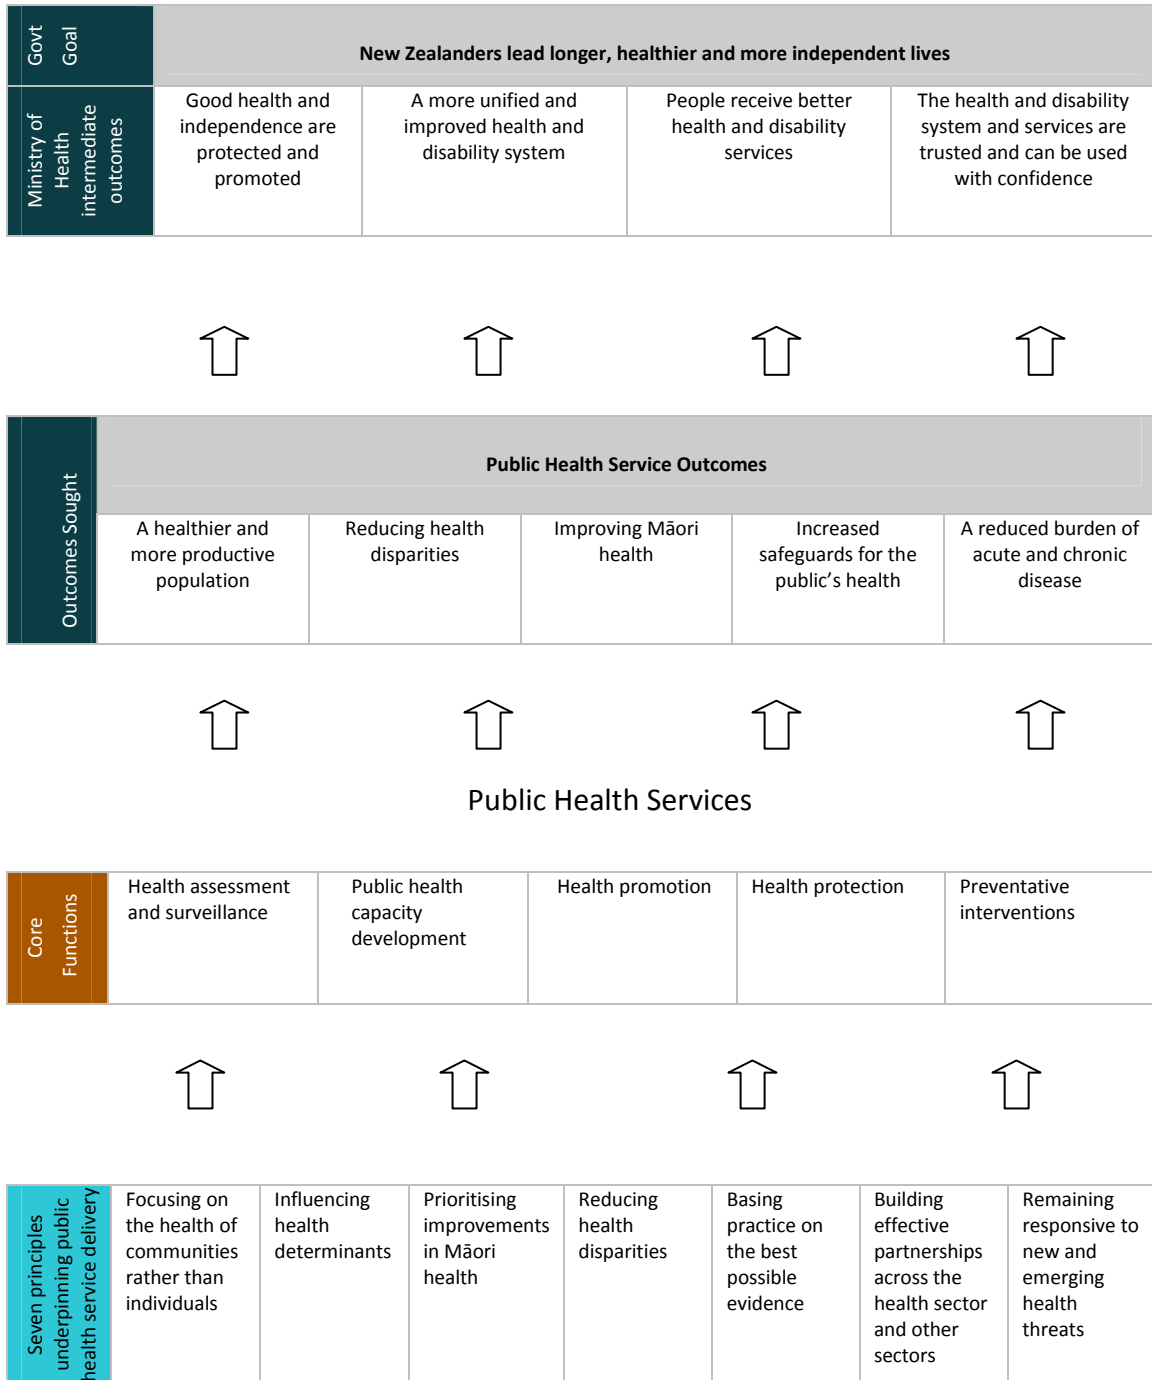 Govt
Goal
New Zealanders lead longer, healthier and more independent lives
Ministry of
Health
intermediate
outcomes
Good health and
independence are
protected and
promoted
A more unified and
improved health and
disability system
People receive better
health and disability
services
The health and disability
system and services are
trusted and can be used
with confidence
Outcomes Sought
Public Health Service Outcomes
A healthier and
more productive
population
Reducing health
disparities
Improving Māori
health
Increased
safeguards for the
public’s health
A reduced burden of
acute and chronic
disease
Public Health Services
Core
Functions
Health assessment
and surveillance
Public health
capacity
development
Health promotion
Health protection
Preventative
interventions
Seven principles
underpinning public
health service delivery
Focusing on
the health of
communities
rather than
individuals
Influencing
health
determinants
Prioritising
improvements
in Māori
health
Reducing
health
disparities
Basing
practice on
the best
possible
evidence
Building
effective
partnerships
across the
health sector
and other
sectors
Remaining
responsive to
new and
emerging
health
threats